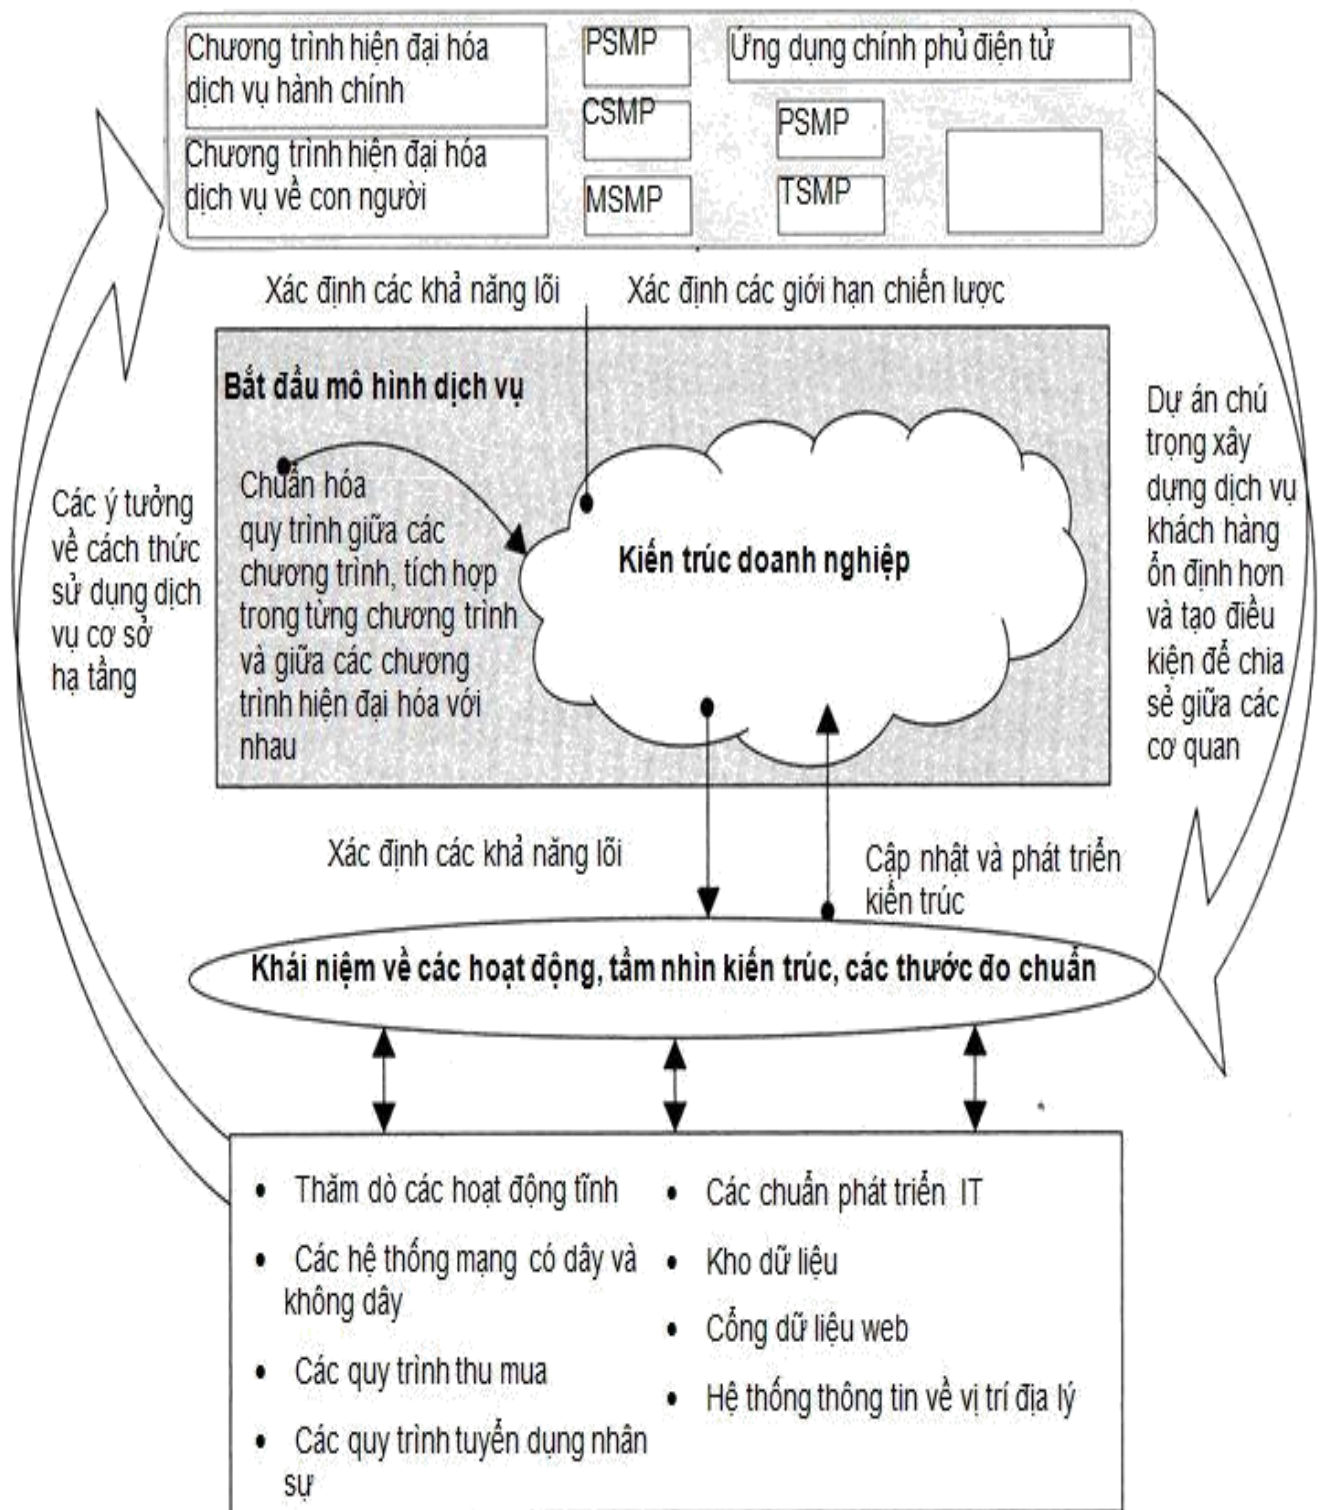 Chương trình hiện đại hóa
dịch vụ hành chính
Chương trình hiện đại hóa
dịch vụ về con người
PSMP
CSMP
MSMP
Ứng dụng chính phủ điện tử
PSMP
TSMP
Xác định các khả năng lõi
Xác định các giới hạn chiến lược
Bắt đầu mô hình dịch vụ
Chuẩn hóa
quy trình giữa các
chương trình, tích hợp
trong từng chương trình
và giữa các chương
trình hiện đại hóa với
nhau
Kiến trúc doanh nghiệp
Các ý tưởng
về cách thức
sử dụng dịch
vụ cơ sở
hạ tầng
Dự án chú
trọng xây
dựng dịch vụ
khách hàng
ổn định hơn
và tạo điều
kiện để chia
sẻ giữa các
cơ quan
Xác định các khả năng lõi
Cập nhật và phát triển
kiến trúc
Khái niệm về các hoạt động, tầm nhìn kiến trúc, các thước đo chuẩn
• Thăm dò các hoạt động tĩnh
• Các hệ thống mạng có dây và
không dây
• Các quy trình thu mua
• Các quy trình tuyển dụng nhân
sự
• Các chuẩn phát triển IT
• Kho dữ liệu
• Cổng dữ liệu web
• Hệ thống thông tin về vị trí địa lý